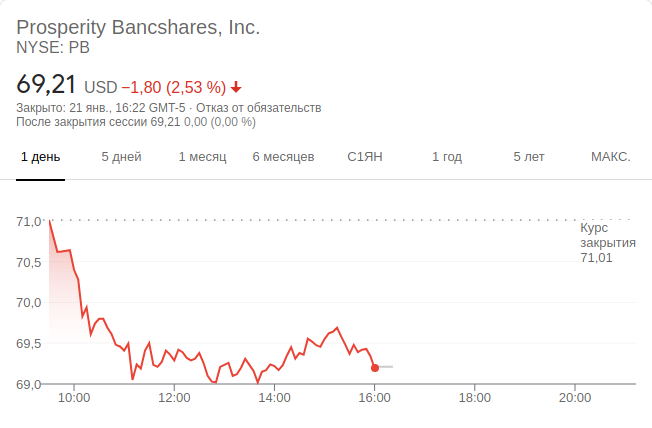 Prosperity Bancshares, Inc.
NYSE: PB
69,21 USD −1,80 (2,53 %)
Закрыто: 21 янв., 16:22 GMT-5 · Отказ от обязательств
После закрытия сессии 69,21 0,00 (0,00 %)
1 день 5 дней 1 месяц 6 месяцев С1ЯН 1 год 5 лет МАКС.
71,0
Курс
закрытия
71,01
70,5
70,0
69,5
69,0
10:00 12:00 14:00 16:00 18:00 20:00